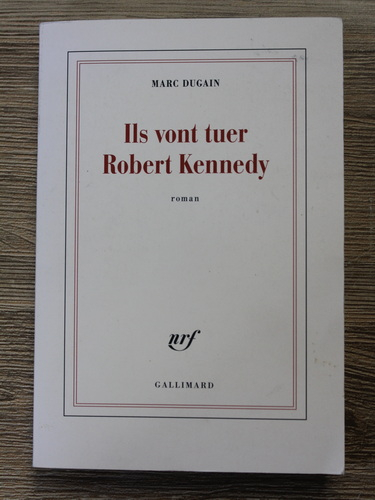 MARC DUGAIN
Ils vont tuer
Robert Kennedy
roman
nrf
GALLIMARD